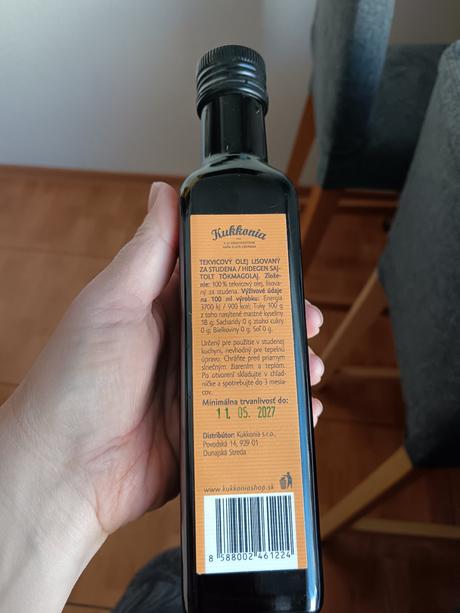 Kukkonia
TEKVICOVÝ OLEJ LISOVANÝ
ZA STUDENA / HIDEGEN SAJ-
TOLT TÖKMAGOLAJ. Zlože-
nie: 100 % tekvicový olej, lisova-
ný za studena. Výživové údaje
na 100 ml výrobku: Energia
3700 kJ / 900 kcal; Tuky 100 g
z toho nasýtené mastné kyseliny
18 g; Sacharidy 0 g ztoho cukry
0 g; Bielkoviny 0 g; Soľ 0 g.
Určený pre použitie v studenej
kuchyni, nevhodný pre tepelnú
úpravu. Chráňte pred priamym
slnečným žiarením a teplom.
Po otvorení skladujte v chlad-
ničke a spotrebujte do 3 mesia-
cov.
Minimálna trvanlivosť do:
11. 05. 2027
Distribútor: Kukkonia s.r.o.,
Povodská 14, 929 01
Dunajská Streda
www.kukkoniashop.sk
8 588002 461224